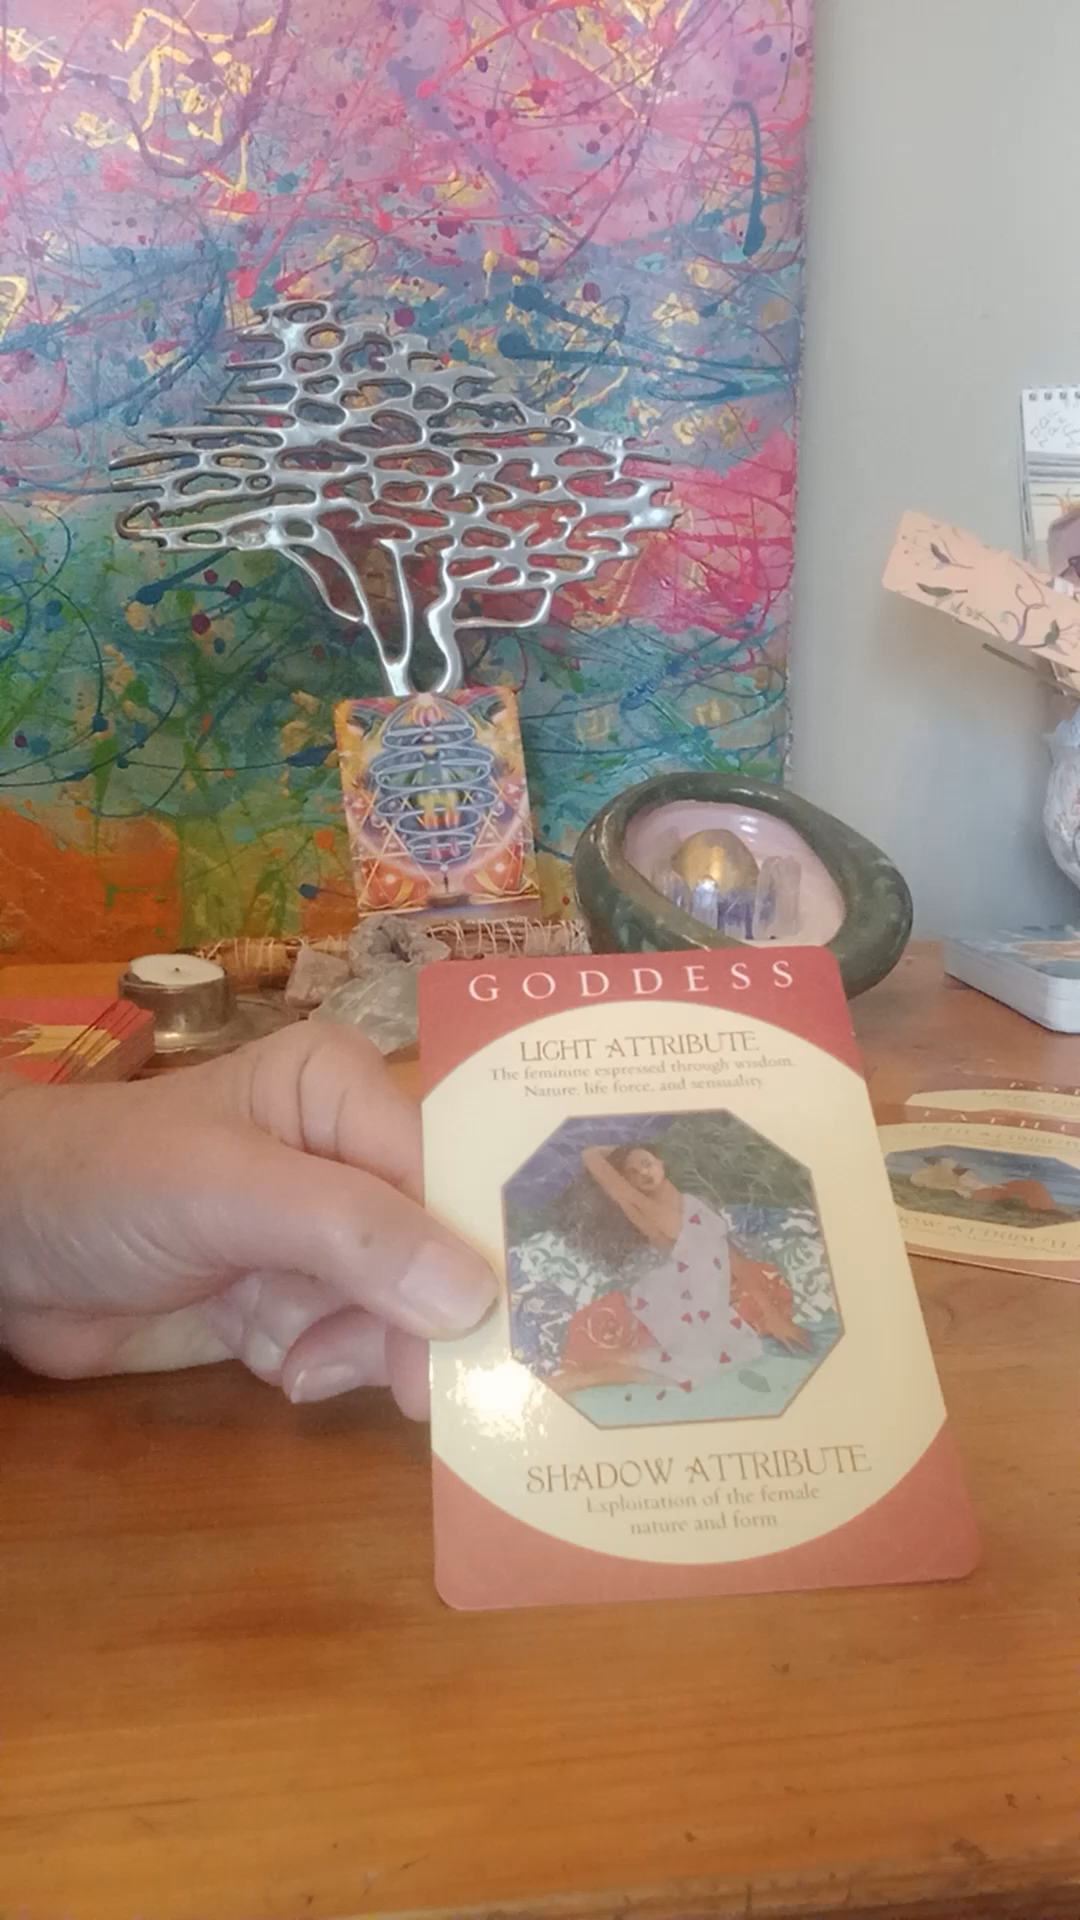 GODDESS
LIGHT ATTRIBUTE
The feminine expressed through wisdom.
Nature, life force, and sensuality.
SHADOW ATTRIBUTE
Exploitation of the female
nature and form